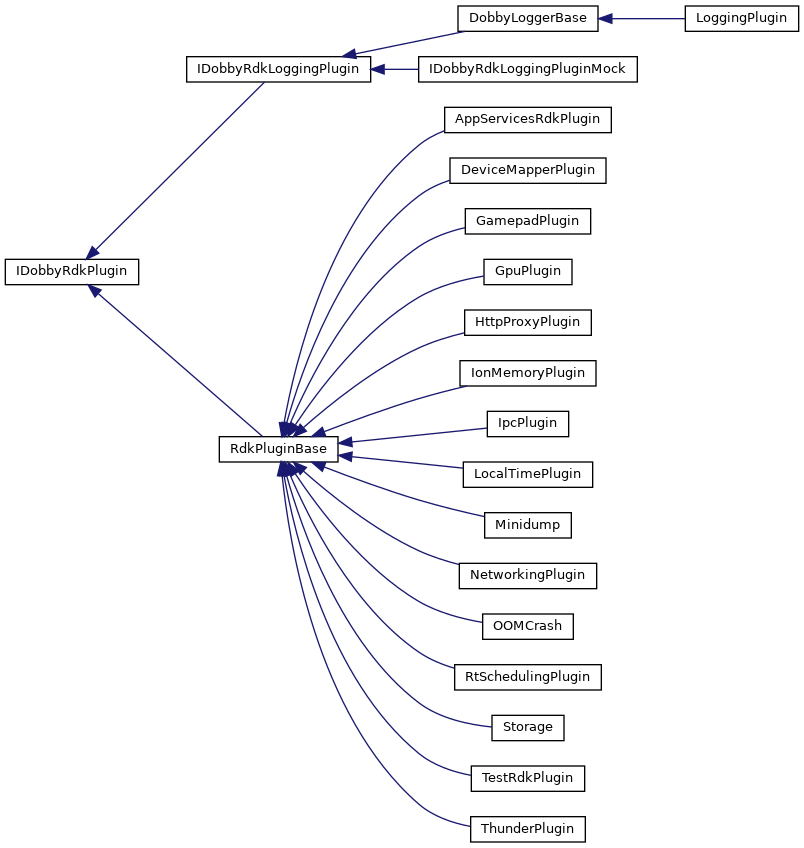 DobbyLoggerBase
LoggingPlugin
IDobbyRdkLoggingPlugin
IDobbyRdkLoggingPluginMock
AppServicesRdkPlugin
DeviceMapperPlugin
GamepadPlugin
IDobbyRdkPlugin
GpuPlugin
HttpProxyPlugin
IonMemoryPlugin
IpcPlugin
RdkPluginBase
LocalTimePlugin
Minidump
NetworkingPlugin
OOMCrash
RtSchedulingPlugin
Storage
TestRdkPlugin
ThunderPlugin